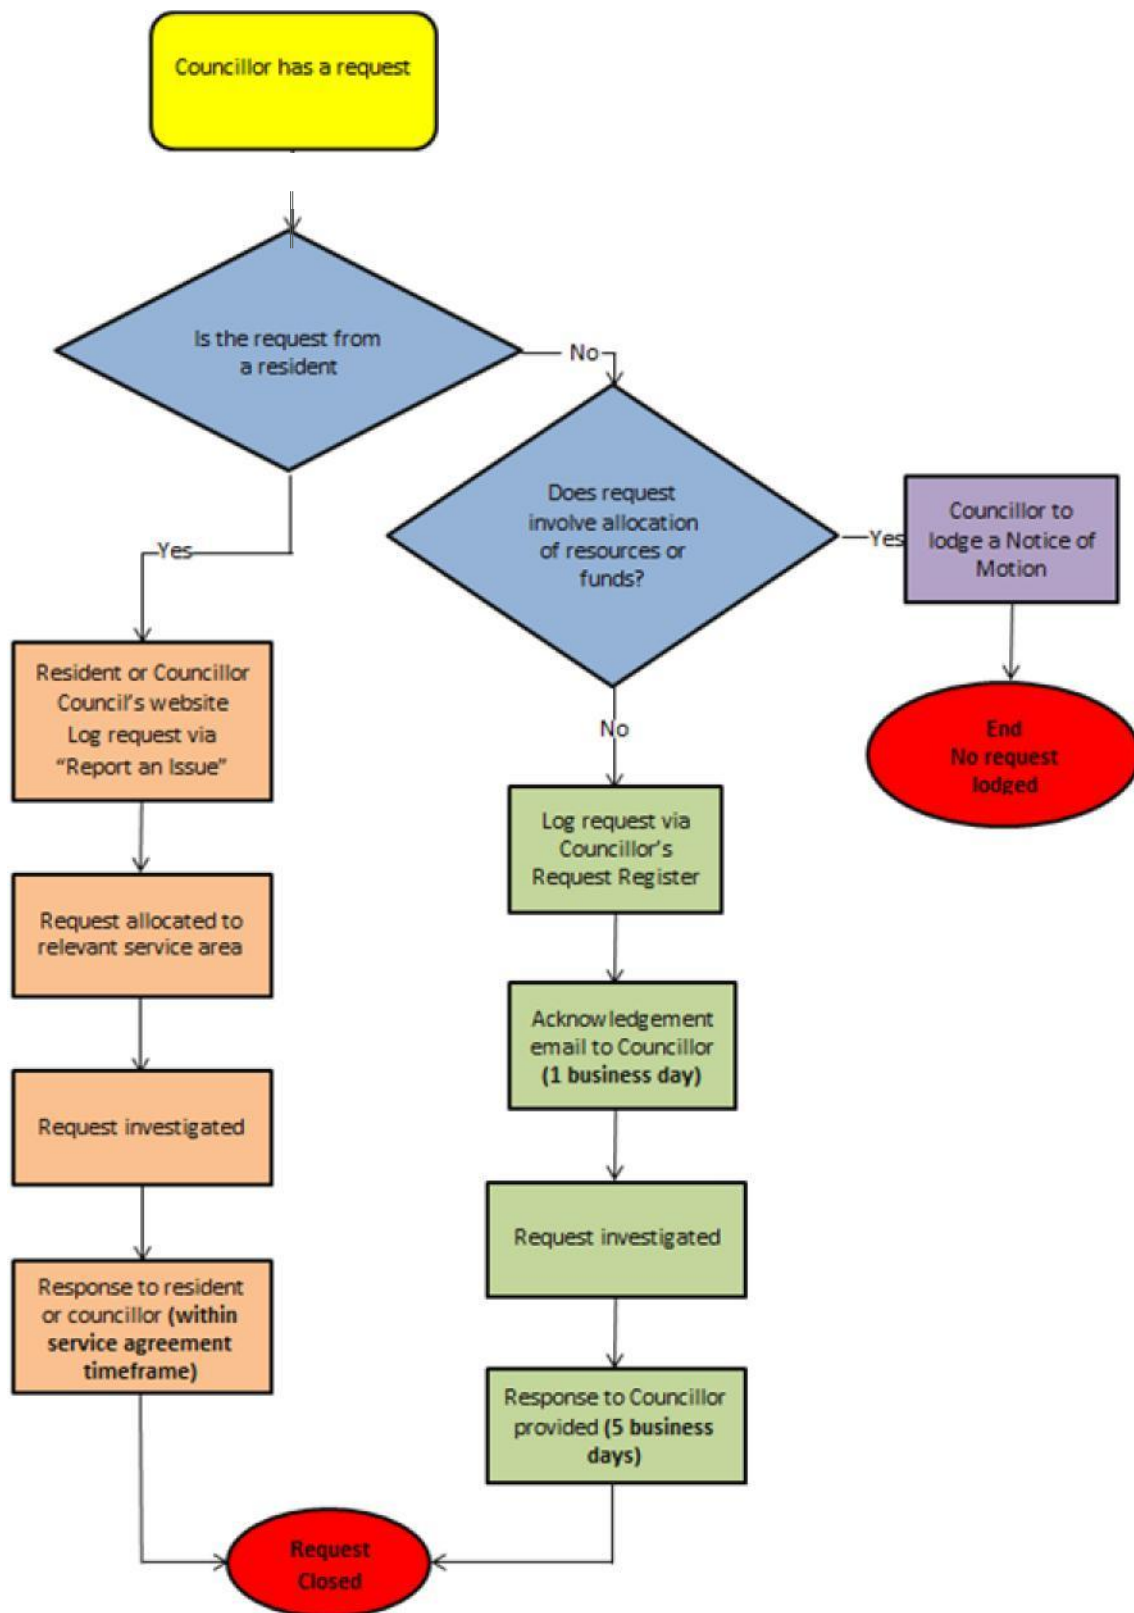 Councillor has a request
Is the request from
a resident
No
Does request
involve allocation
of resources or
funds?
Yes
Councillor to
lodge a Notice of
Motion
End
No request
lodged
Yes
Resident or Councillor
Council's website
Log request via
“Report an Issue”
Request allocated to
relevant service area
Request investigated
Response to resident
or councillor (within
service agreement
timeframe)
No
Log request via
Councillor's
Request Register
Acknowledgement
email to Councillor
(1 business day)
Request investigated
Response to Councillor
provided (5 business
days)
Request
Closed